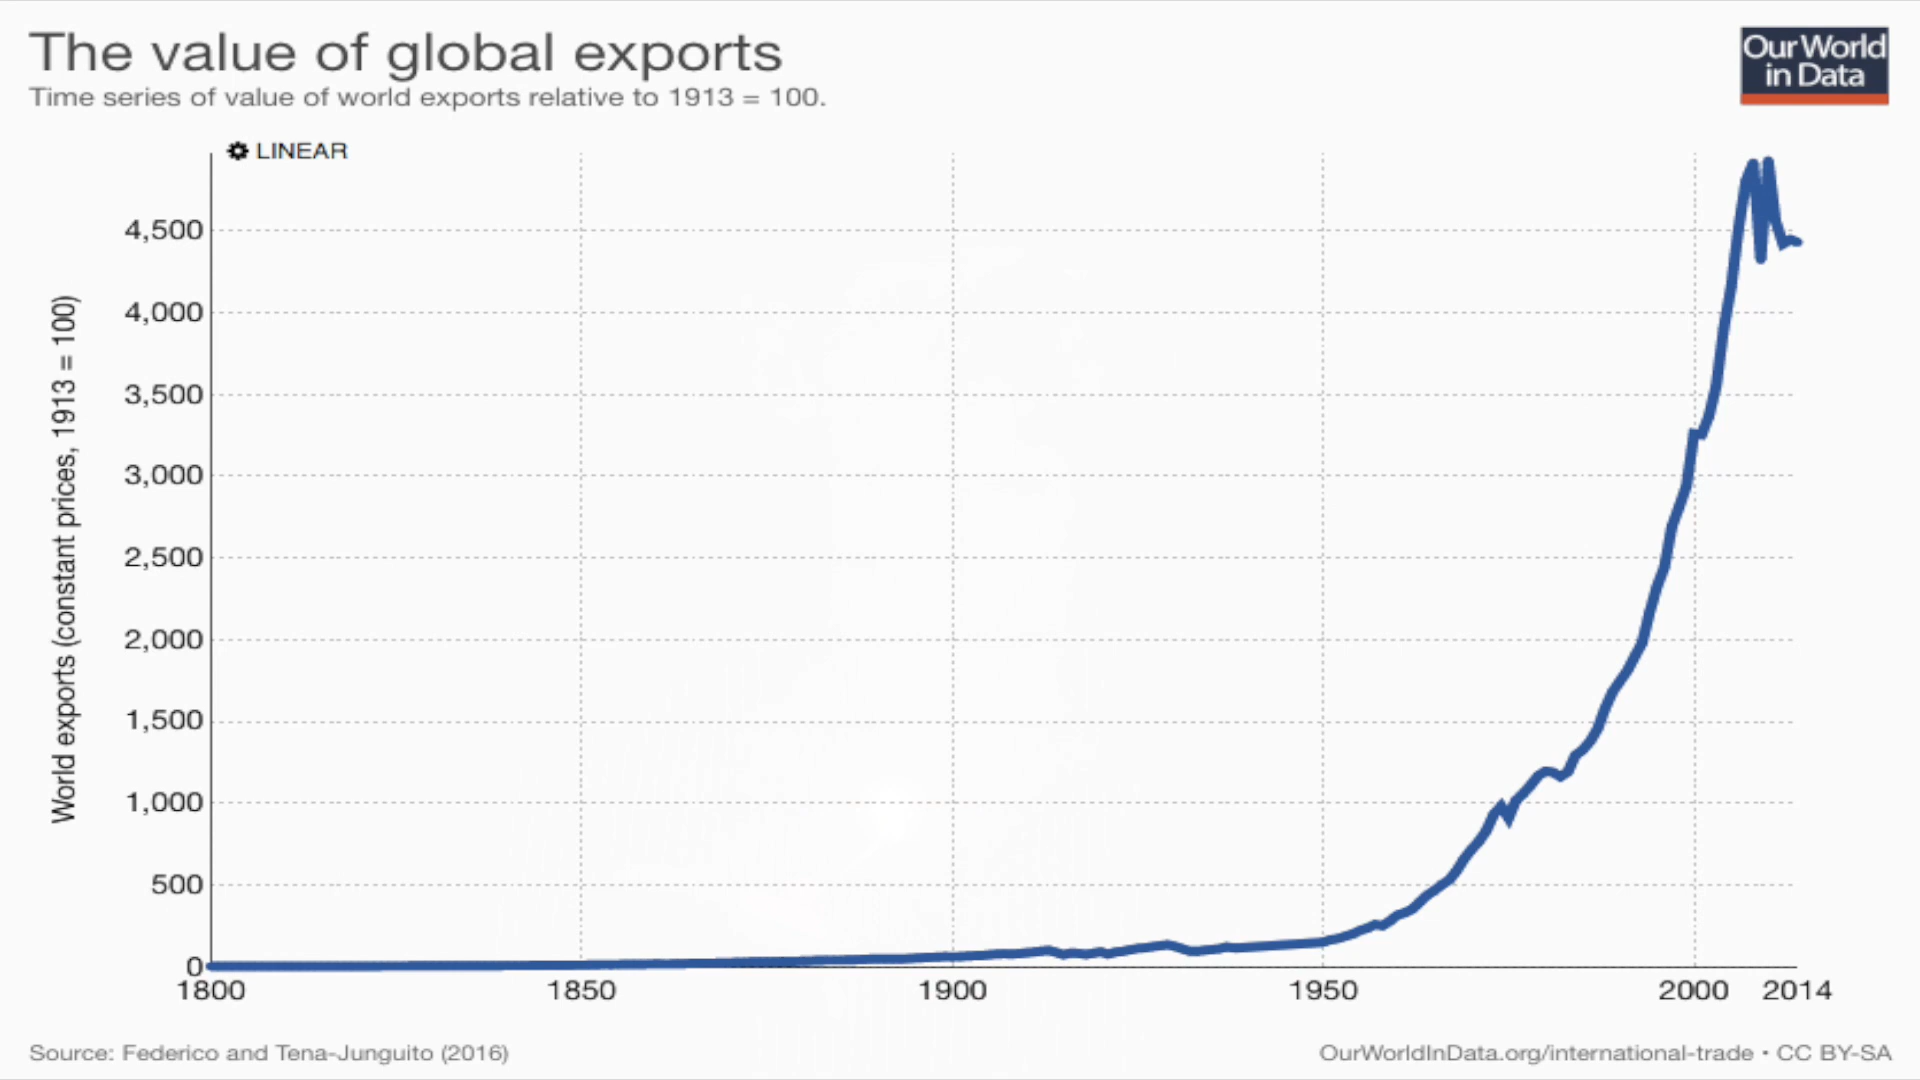 The value of global exports
Time series of value of world exports relative to 1913 = 100.
Our World
in Data
LINEAR
World exports (constant prices, 1913 = 100)
4,500
4,000
3,500
3,000
2,500
2,000
1,500
1,000
500
0
1800
1850
1900
1950
2000
2014
Source: Federico and Tena-Junguito (2016)
OurWorldInData.org/international-trade • CC BY-SA